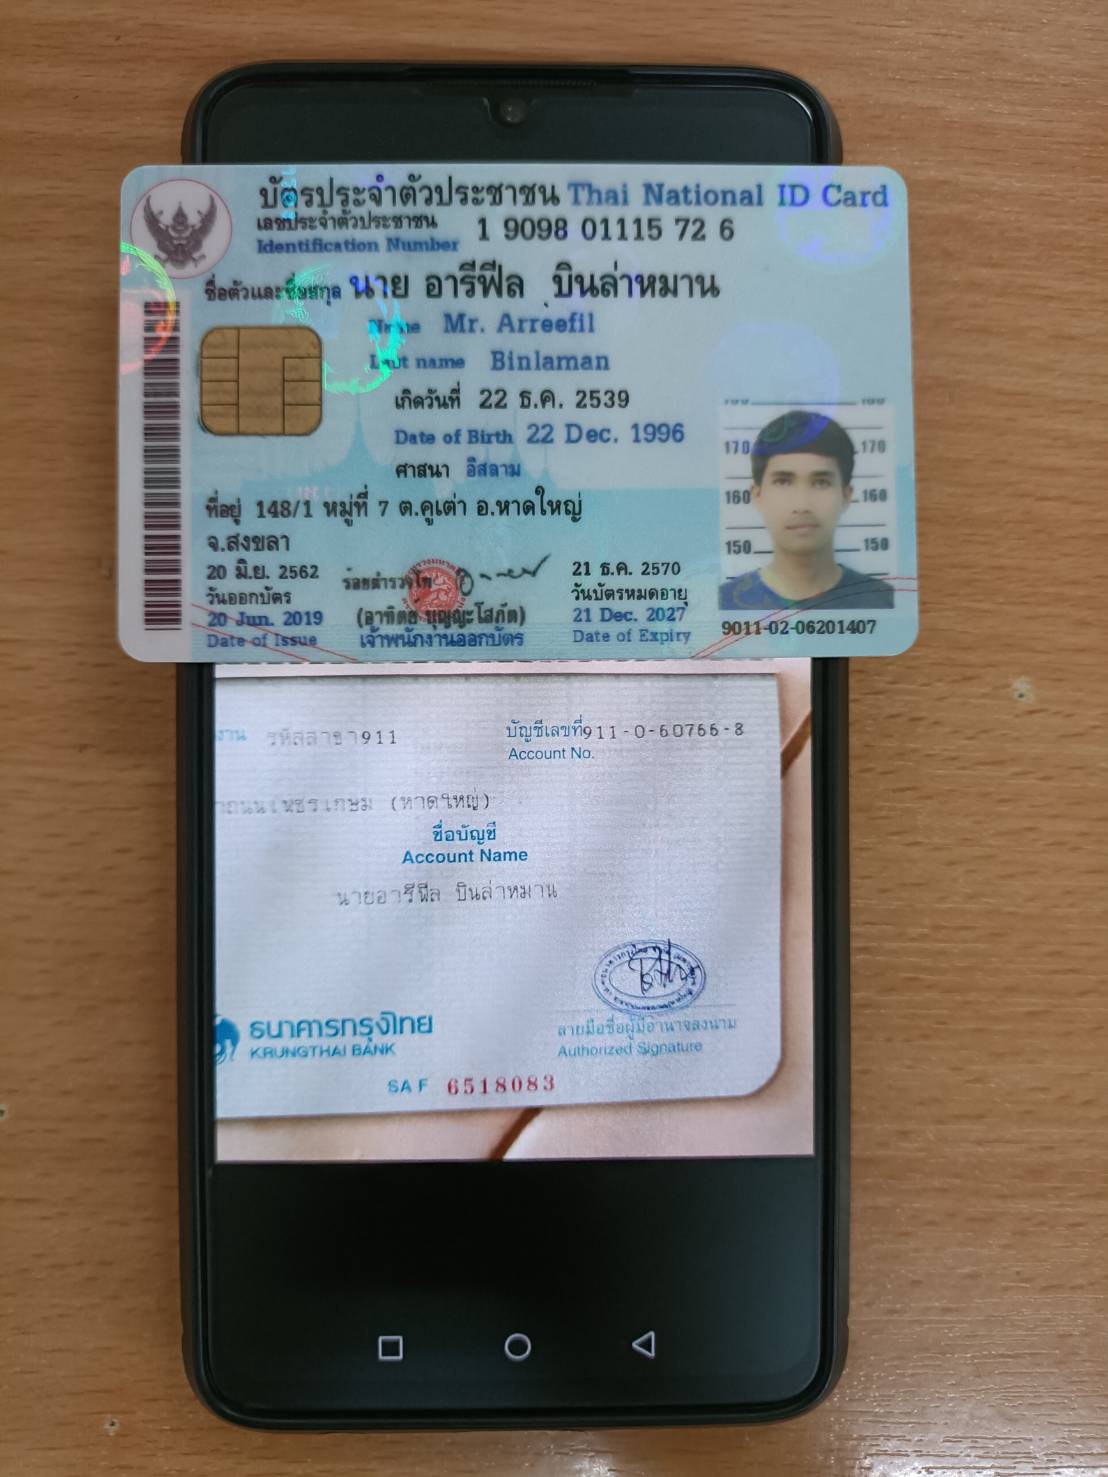 บัตรประจำตัวประชาชน Thai National ID Card
เลขประจำตัวประชาชน
Identification Number 1 9098 01115 72 6
ชื่อตัวและชื่อสกุล นาย อารีฟีล บินล่าหมาน
Name Mr. Arreefil
Last name Binlaman
เกิดวันที่ 22 ธ.ค. 2539
Date of Birth 22 Dec. 1996
ศาสนา อิสลาม
ที่อยู่ 148/1 หมู่ที่ 7 ต.คูเต่า อ.หาดใหญ่
จ.สงขลา
20 มิ.ย. 2562
วันออกบัตร
20 Jun. 2019
Date of Issue
ร้อยตำรวจโท
(อาทิตย์ บุญญะโสภัต)
เจ้าพนักงานออกบัตร
21 ธ.ค. 2570
วันบัตรหมดอายุ
21 Dec. 2027
Date of Expiry
170 170
160 160
150 150
9011-02-06201407
งาน รหัสสาขา911
บัญชีเลขที่911-0-60766-8
Account No.
ถนนเพชรเกษม (หาดใหญ่)
ชื่อบัญชี
Account Name
นายอารีฟีล บินล่าหมาน
ธนาคารกรุงไทย
KRUNGTHAI BANK
ลายมือชื่อผู้มีอำนาจลงนาม
Authorized Signature
SA F 6518083